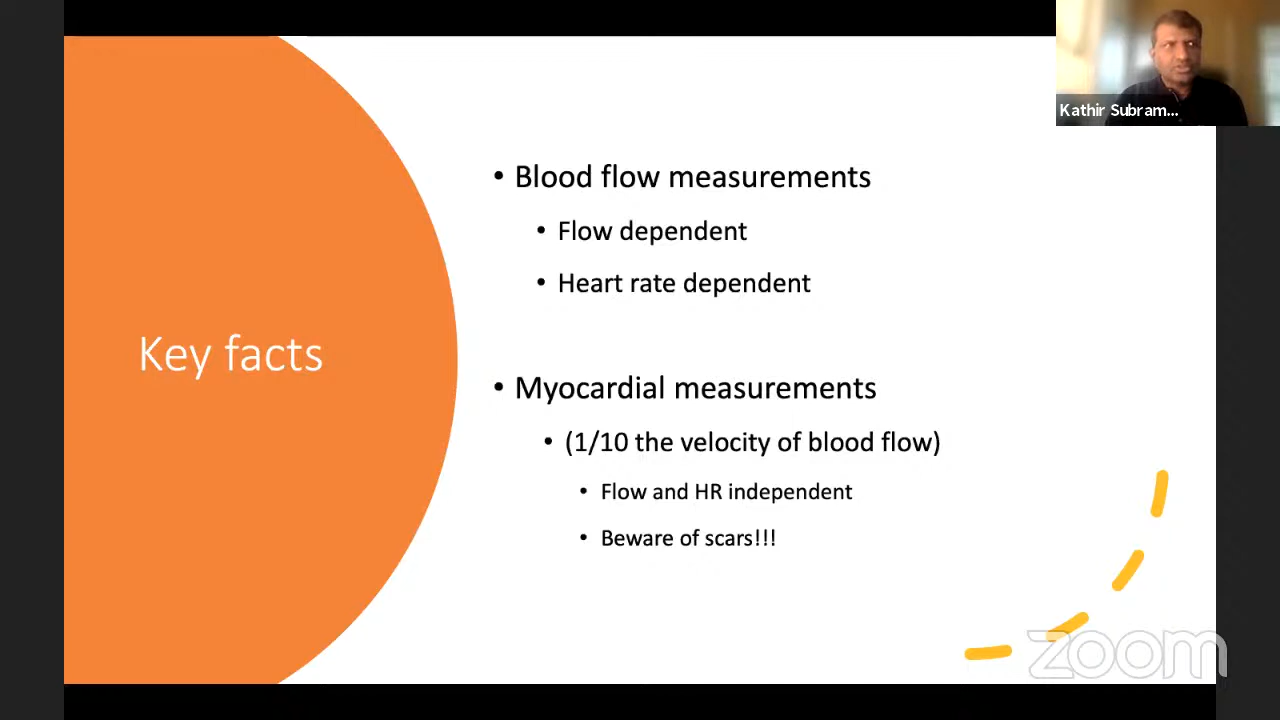 Kathir Subram...
• Blood flow measurements
• Flow dependent
• Heart rate dependent
Key facts
• Myocardial measurements
• (1/10 the velocity of blood flow)
• Flow and HR independent
• Beware of scars!!!
zoom